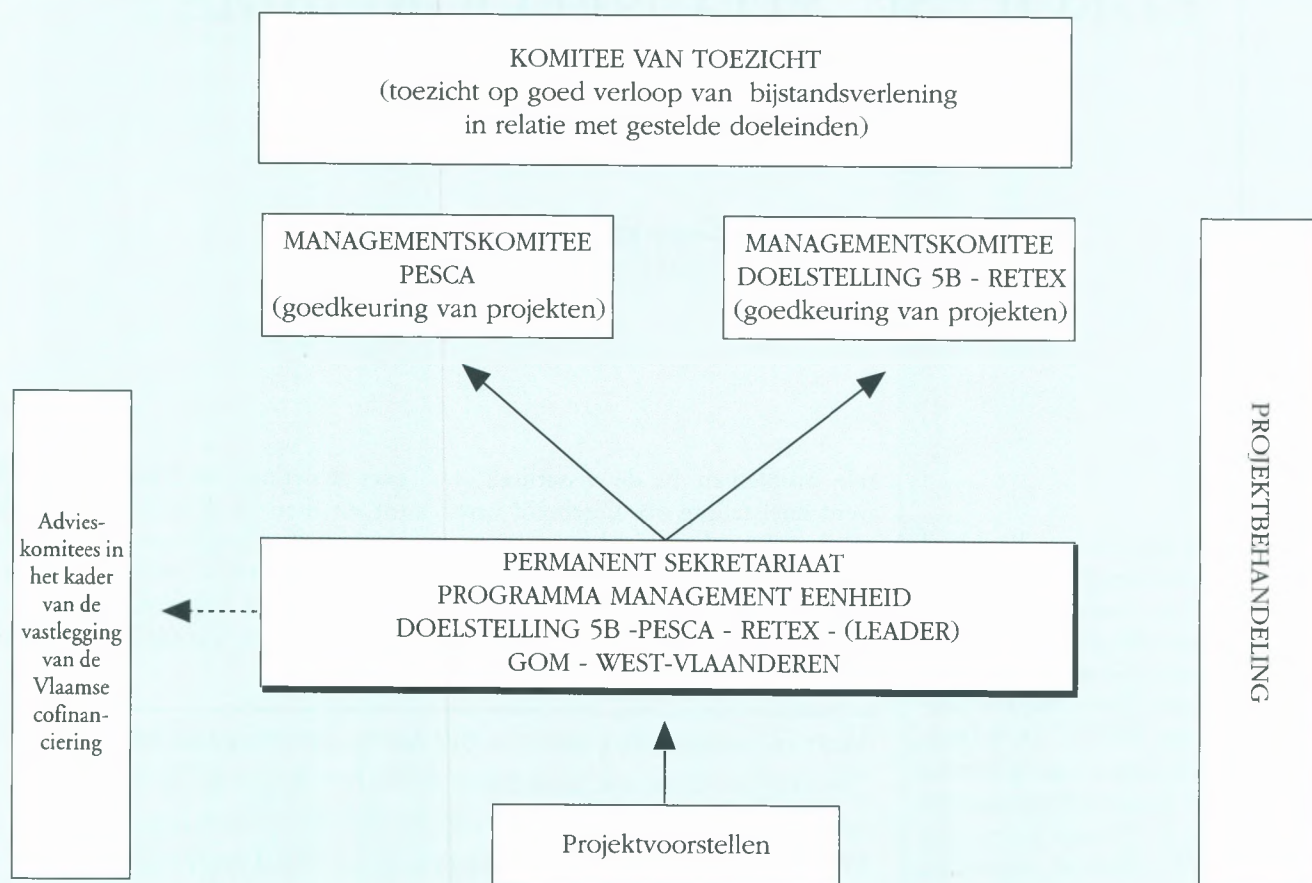 KOMITEE VAN TOEZICHT
(toezicht op goed verloop van bijstandsverlening
in relatie met gestelde doeleinden)
MANAGEMENTSKOMITEE
PESCA
(goedkeuring van projekten)
MANAGEMENTSKOMITEE
DOELSTELLING 5B - RETEX
(goedkeuring van projekten)
PROJEKTBEHANDELING
Advies-
komitees in
het kader
van de
vastlegging
van de
Vlaamse
cofinan-
ciering
PERMANENT SEKRETARIAAT
PROGRAMMA MANAGEMENT EENHEID
DOELSTELLING 5B -PESCA - RETEX - (LEADER)
GOM - WEST-VLAANDEREN
Projektvoorstellen